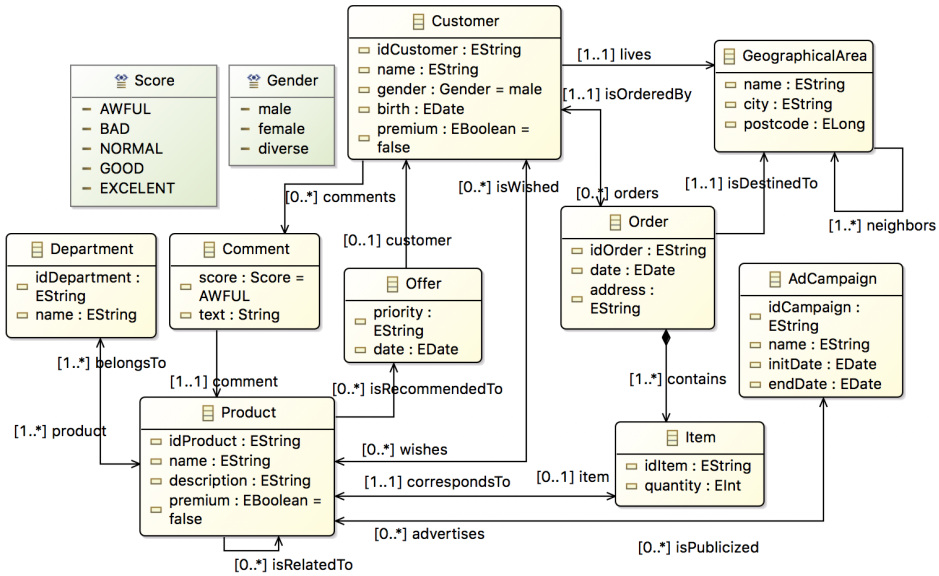 Customer
idCustomer : EString
name : EString
gender : Gender = male
birth : EDate
premium : EBoolean =
false
[1..1] lives
GeographicalArea
name : EString
city : EString
postcode : ELong
Score
AWFUL
BAD
NORMAL
GOOD
EXCELENT
Gender
male
female
diverse
[1..1] isOrderedBy
[0..*] comments
[0..*] isWished
[0..*] orders
[1..1] isDestinedTo
[1..*] neighbors
Department
idDepartment :
EString
name : EString
Comment
score : Score =
AWFUL
text : String
[0..1] customer
Offer
priority :
EString
date : EDate
Order
idOrder : EString
date : EDate
address :
EString
AdCampaign
idCampaign :
EString
name : EString
initDate : EDate
endDate : EDate
[1..*] belongsTo
[1..1] comment
[0..*] isRecommendedTo
[1..*] contains
[1..*] product
Product
idProduct : EString
name : EString
description : EString
premium : EBoolean =
false
[0..*] wishes
[1..1] correspondsTo
[0..1] item
Item
idItem : EString
quantity : EInt
[0..*] advertises
[0..*] isPublicized
[0..*] isRelatedTo